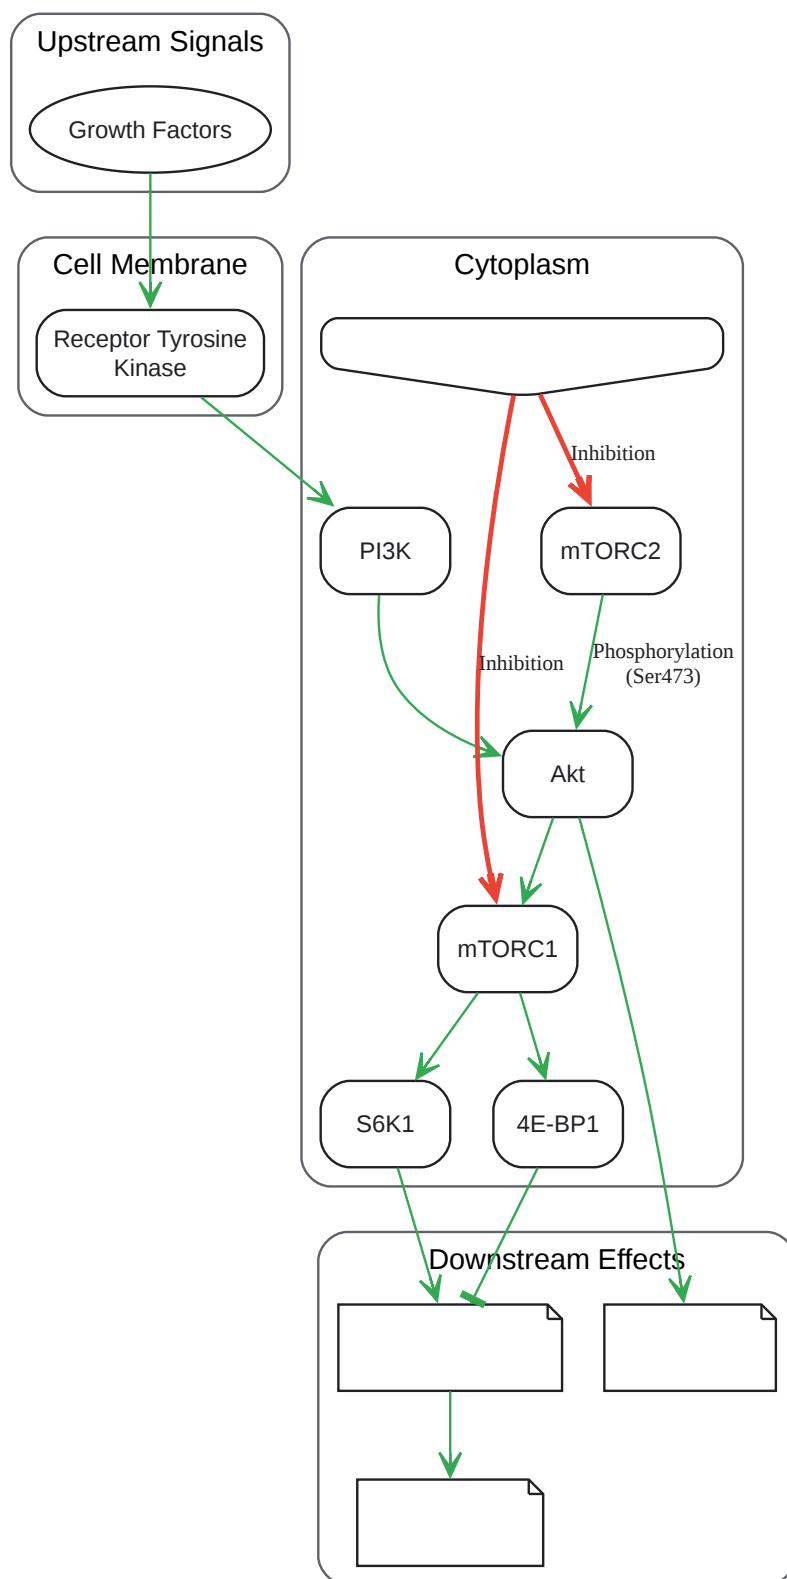 Upstream Signals
Growth Factors
Cell Membrane
Receptor Tyrosine
Kinase
Cytoplasm
Inhibition
PI3K
mTORC2
Inhibition
Phosphorylation
(Ser473)
Akt
mTORC1
S6K1
4E-BP1
Downstream Effects